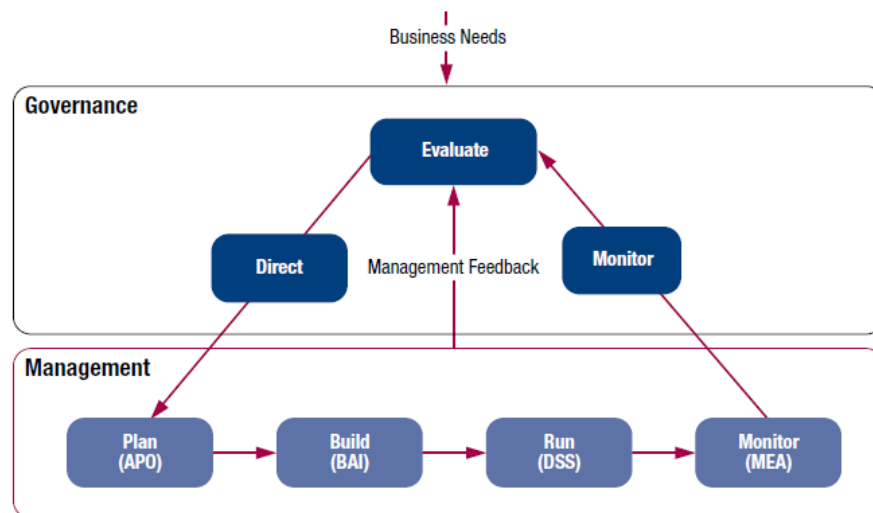 Business Needs
Governance
Evaluate
Direct
Management Feedback
Monitor
Management
Plan
(APO)
Build
(BAI)
Run
(DSS)
Monitor
(MEA)